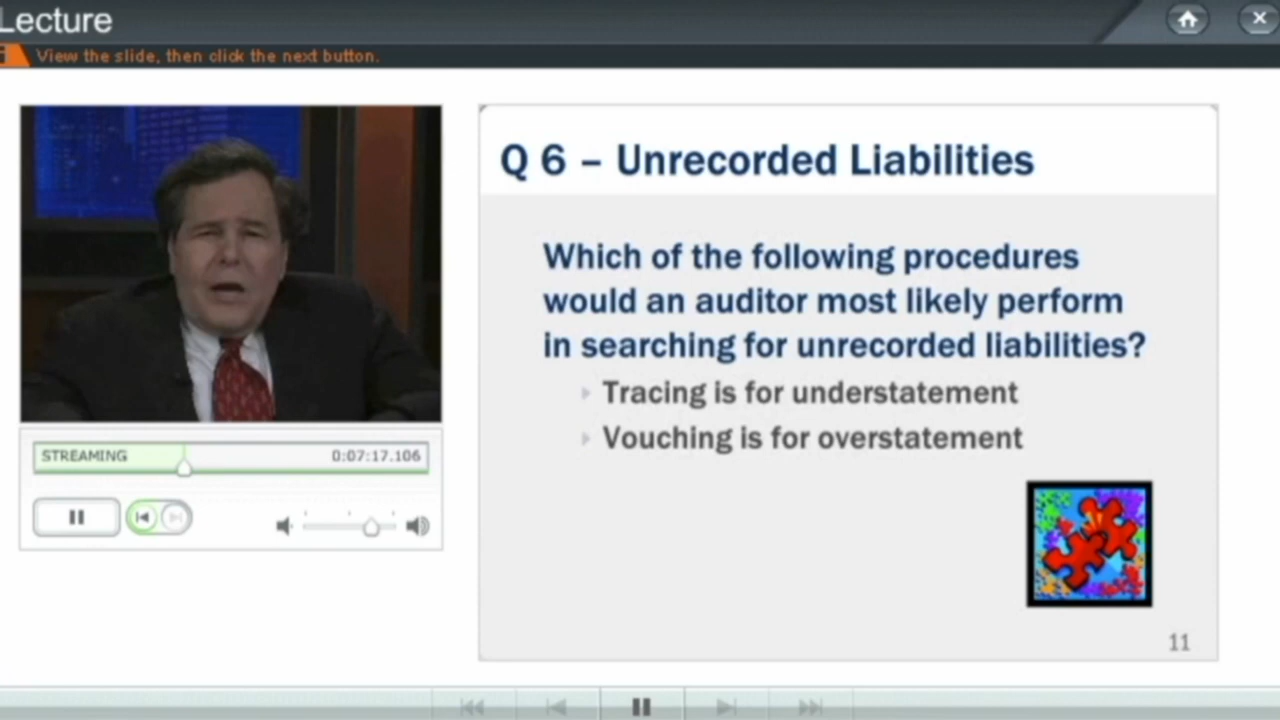 Lecture
View the slide, then click the next button.
Q 6 – Unrecorded Liabilities
Which of the following procedures
would an auditor most likely perform
in searching for unrecorded liabilities?
Tracing is for understatement
Vouching is for overstatement
STREAMING 0:07:17.106
11